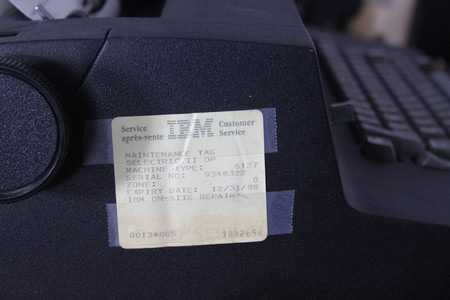 Service après-vente IBM Customer Service
MAINTENANCE TAG
SELECTRIC II DP
MACHINE TYPE: 6127
SERIAL NO: 9248322
ZONE: 0
EXPIRY DATE: 12/31/88
IBM ON-SITE REPAIR